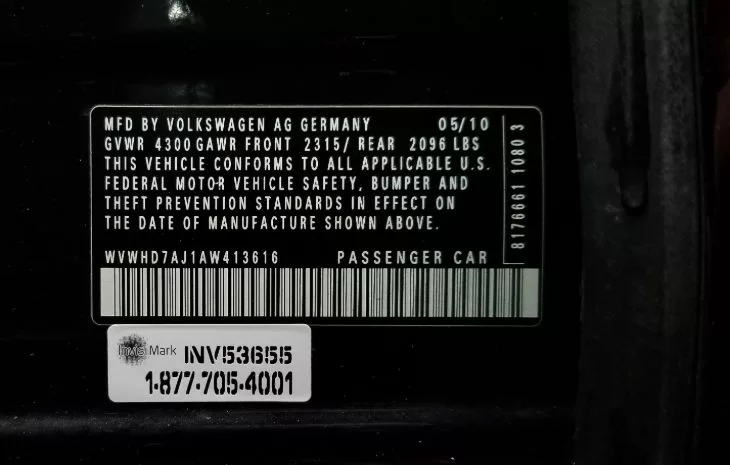 MFD BY VOLKSWAGEN AG GERMANY 05/10
GVWR 4300 GAWR FRONT 2315/ REAR 2096 LBS
THIS VEHICLE CONFORMS TO ALL APPLICABLE U.S.
FEDERAL MOTOR VEHICLE SAFETY, BUMPER AND
THEFT PREVENTION STANDARDS IN EFFECT ON
THE DATE OF MANUFACTURE SHOWN ABOVE.
WVWHD7AJ1AW413616 PASSENGER CAR
8176661 1080 3
Mark INV53655
1-877-705-4001